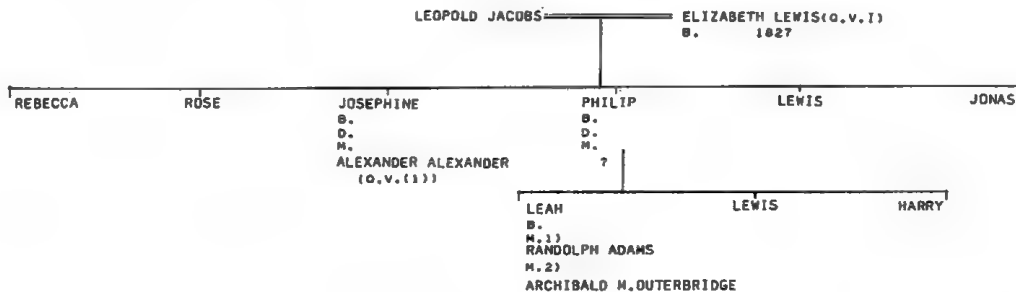 LEOPOLD JACOBS ELIZABETH LEWIS(Q.V.I)
B. 1827
REBECCA ROSE JOSEPHINE PHILIP LEWIS JONAS
B. B.
D. D.
M. M.
ALEXANDER ALEXANDER ?
(Q.V.(1))
LEAH LEWIS HARRY
B.
M.1)
RANDOLPH ADAMS
M.2)
ARCHIBALD M.OUTERBRIDGE